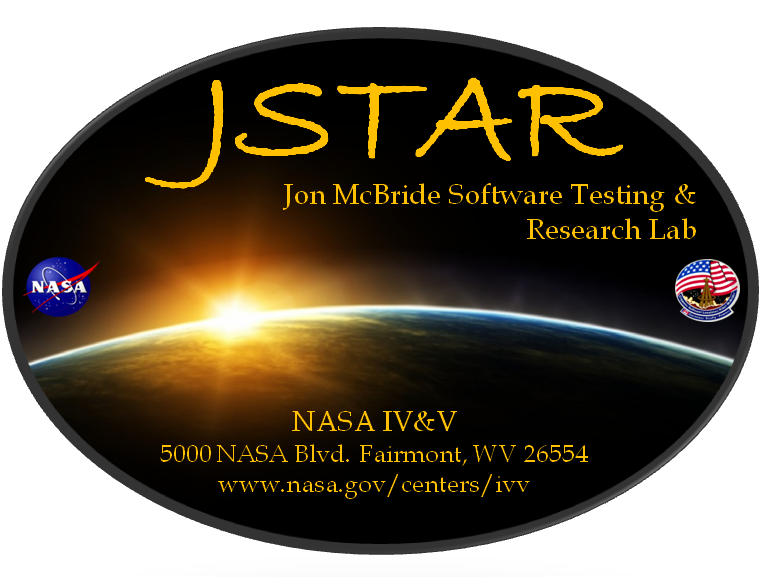 JSTAR
Jon McBride Software Testing &
Research Lab
NASA
NASA IV&V
5000 NASA Blvd. Fairmont, WV 26554
www.nasa.gov/centers/ivv